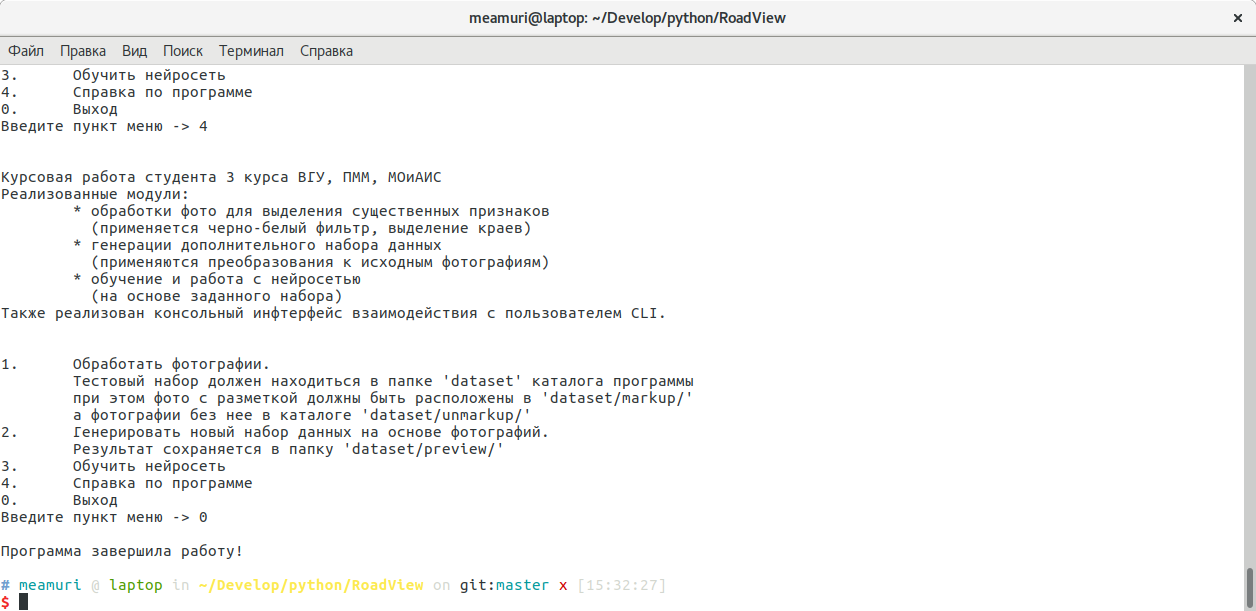 meamuri@laptop: ~/Develop/python/RoadView ×
Файл Правка Вид Поиск Терминал Справка
3. Обучить нейросеть
4. Справка по программе
0. Выход
Введите пункт меню -> 4
Курсовая работа студента 3 курса ВГУ, ПММ, МОиАИС
Реализованные модули:
* обработки фото для выделения существенных признаков
(применяется черно-белый фильтр, выделение краев)
* генерации дополнительного набора данных
(применяются преобразования к исходным фотографиям)
* обучение и работа с нейросетью
(на основе заданного набора)
Также реализован консольный инфтерфейс взаимодействия с пользователем CLI.
1. Обработать фотографии.
Тестовый набор должен находиться в папке 'dataset' каталога программы
при этом фото с разметкой должны быть расположены в 'dataset/markup/'
а фотографии без нее в каталоге 'dataset/unmarkup/'
2. Генерировать новый набор данных на основе фотографий.
Результат сохраняется в папку 'dataset/preview/'
3. Обучить нейросеть
4. Справка по программе
0. Выход
Введите пункт меню -> 0
Программа завершила работу!
# meamuri @ laptop in ~/Develop/python/RoadView on git:master x [15:32:27]
$